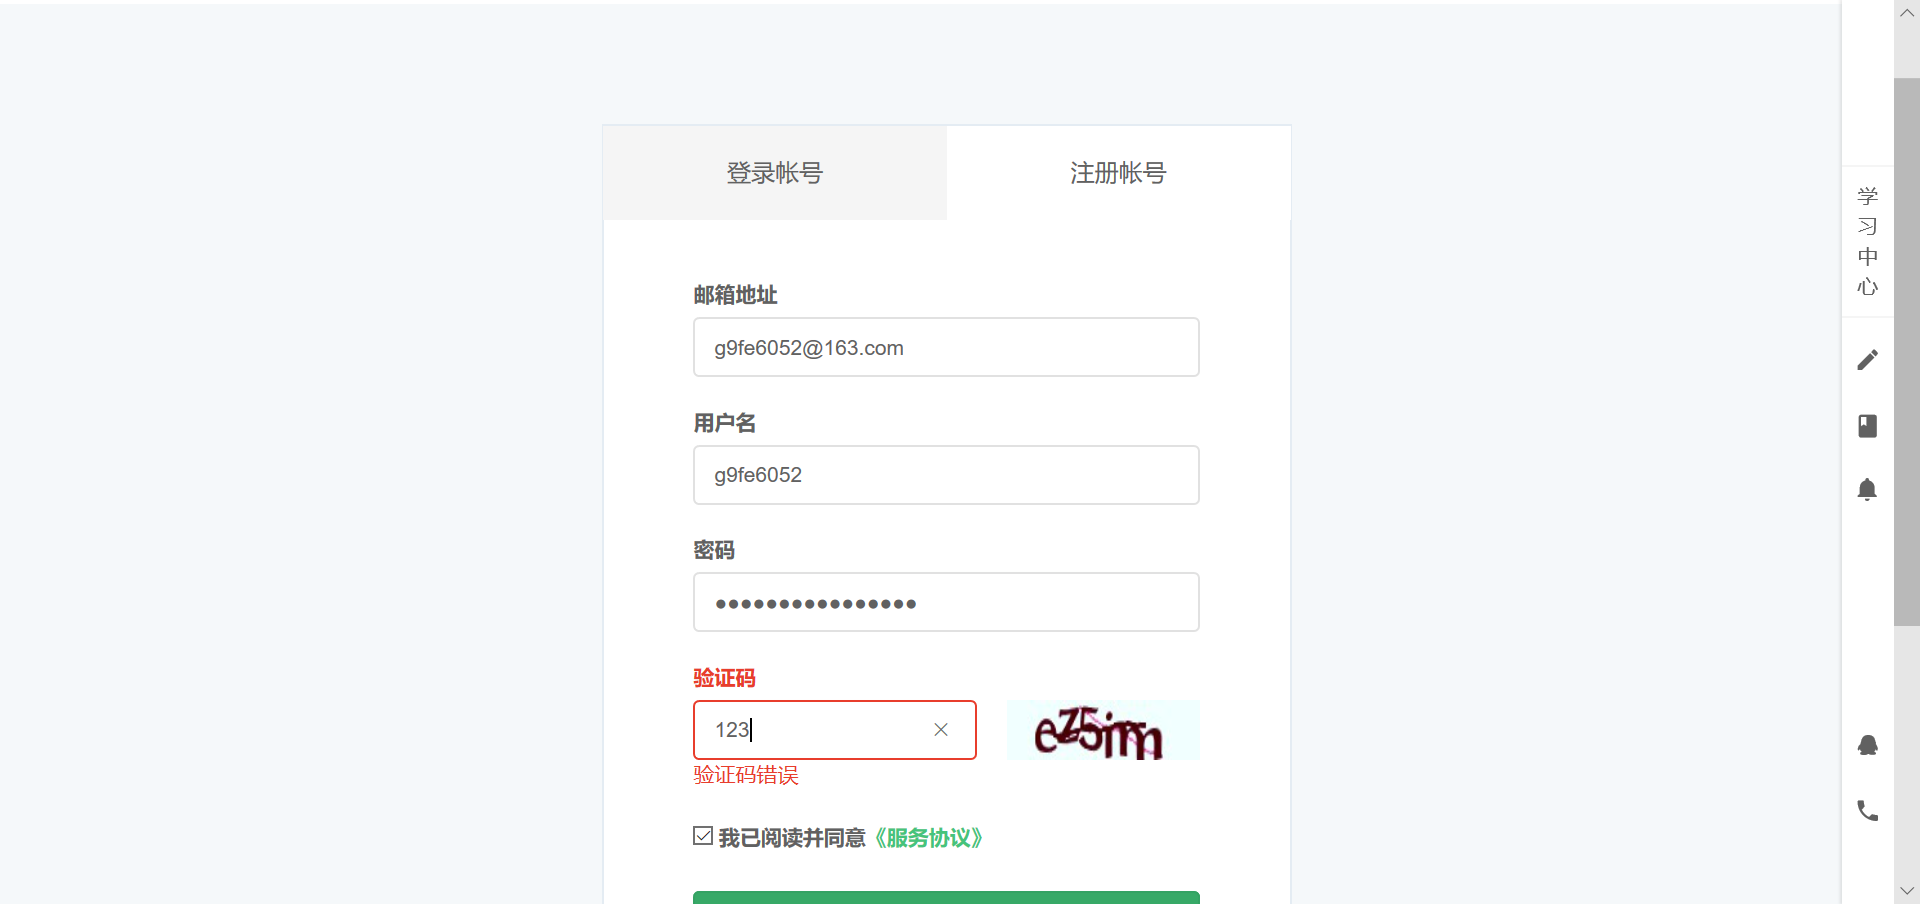 登录帐号
注册帐号
邮箱地址
g9fe6052@163.com
用户名
g9fe6052
密码
验证码
123
ez5im
验证码错误
我已阅读并同意《服务协议》
学
习
中
心